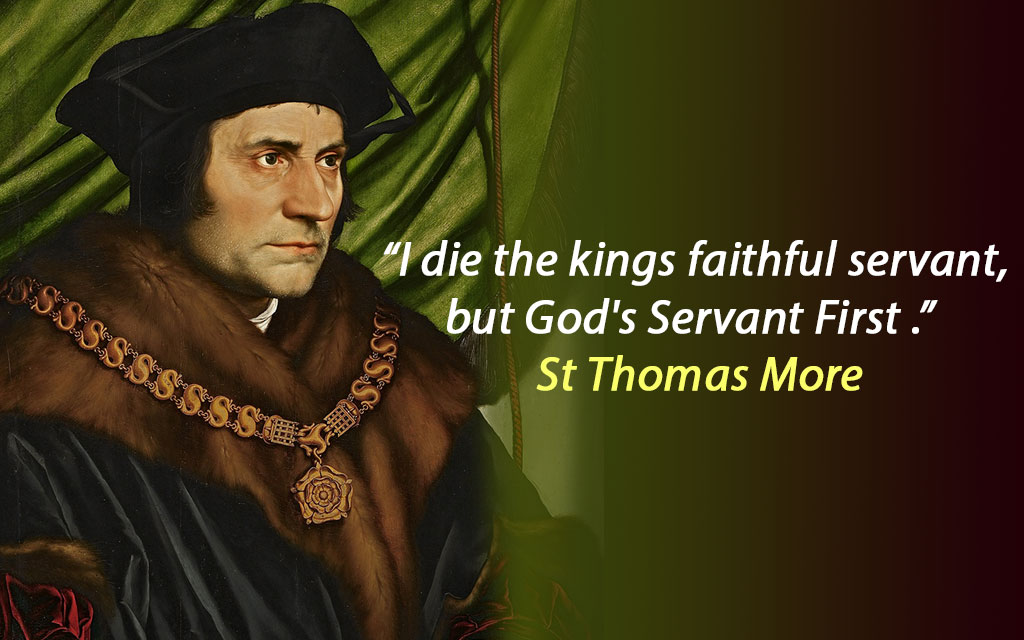 “I die the kings faithful servant,
but God's Servant First .”
St Thomas More